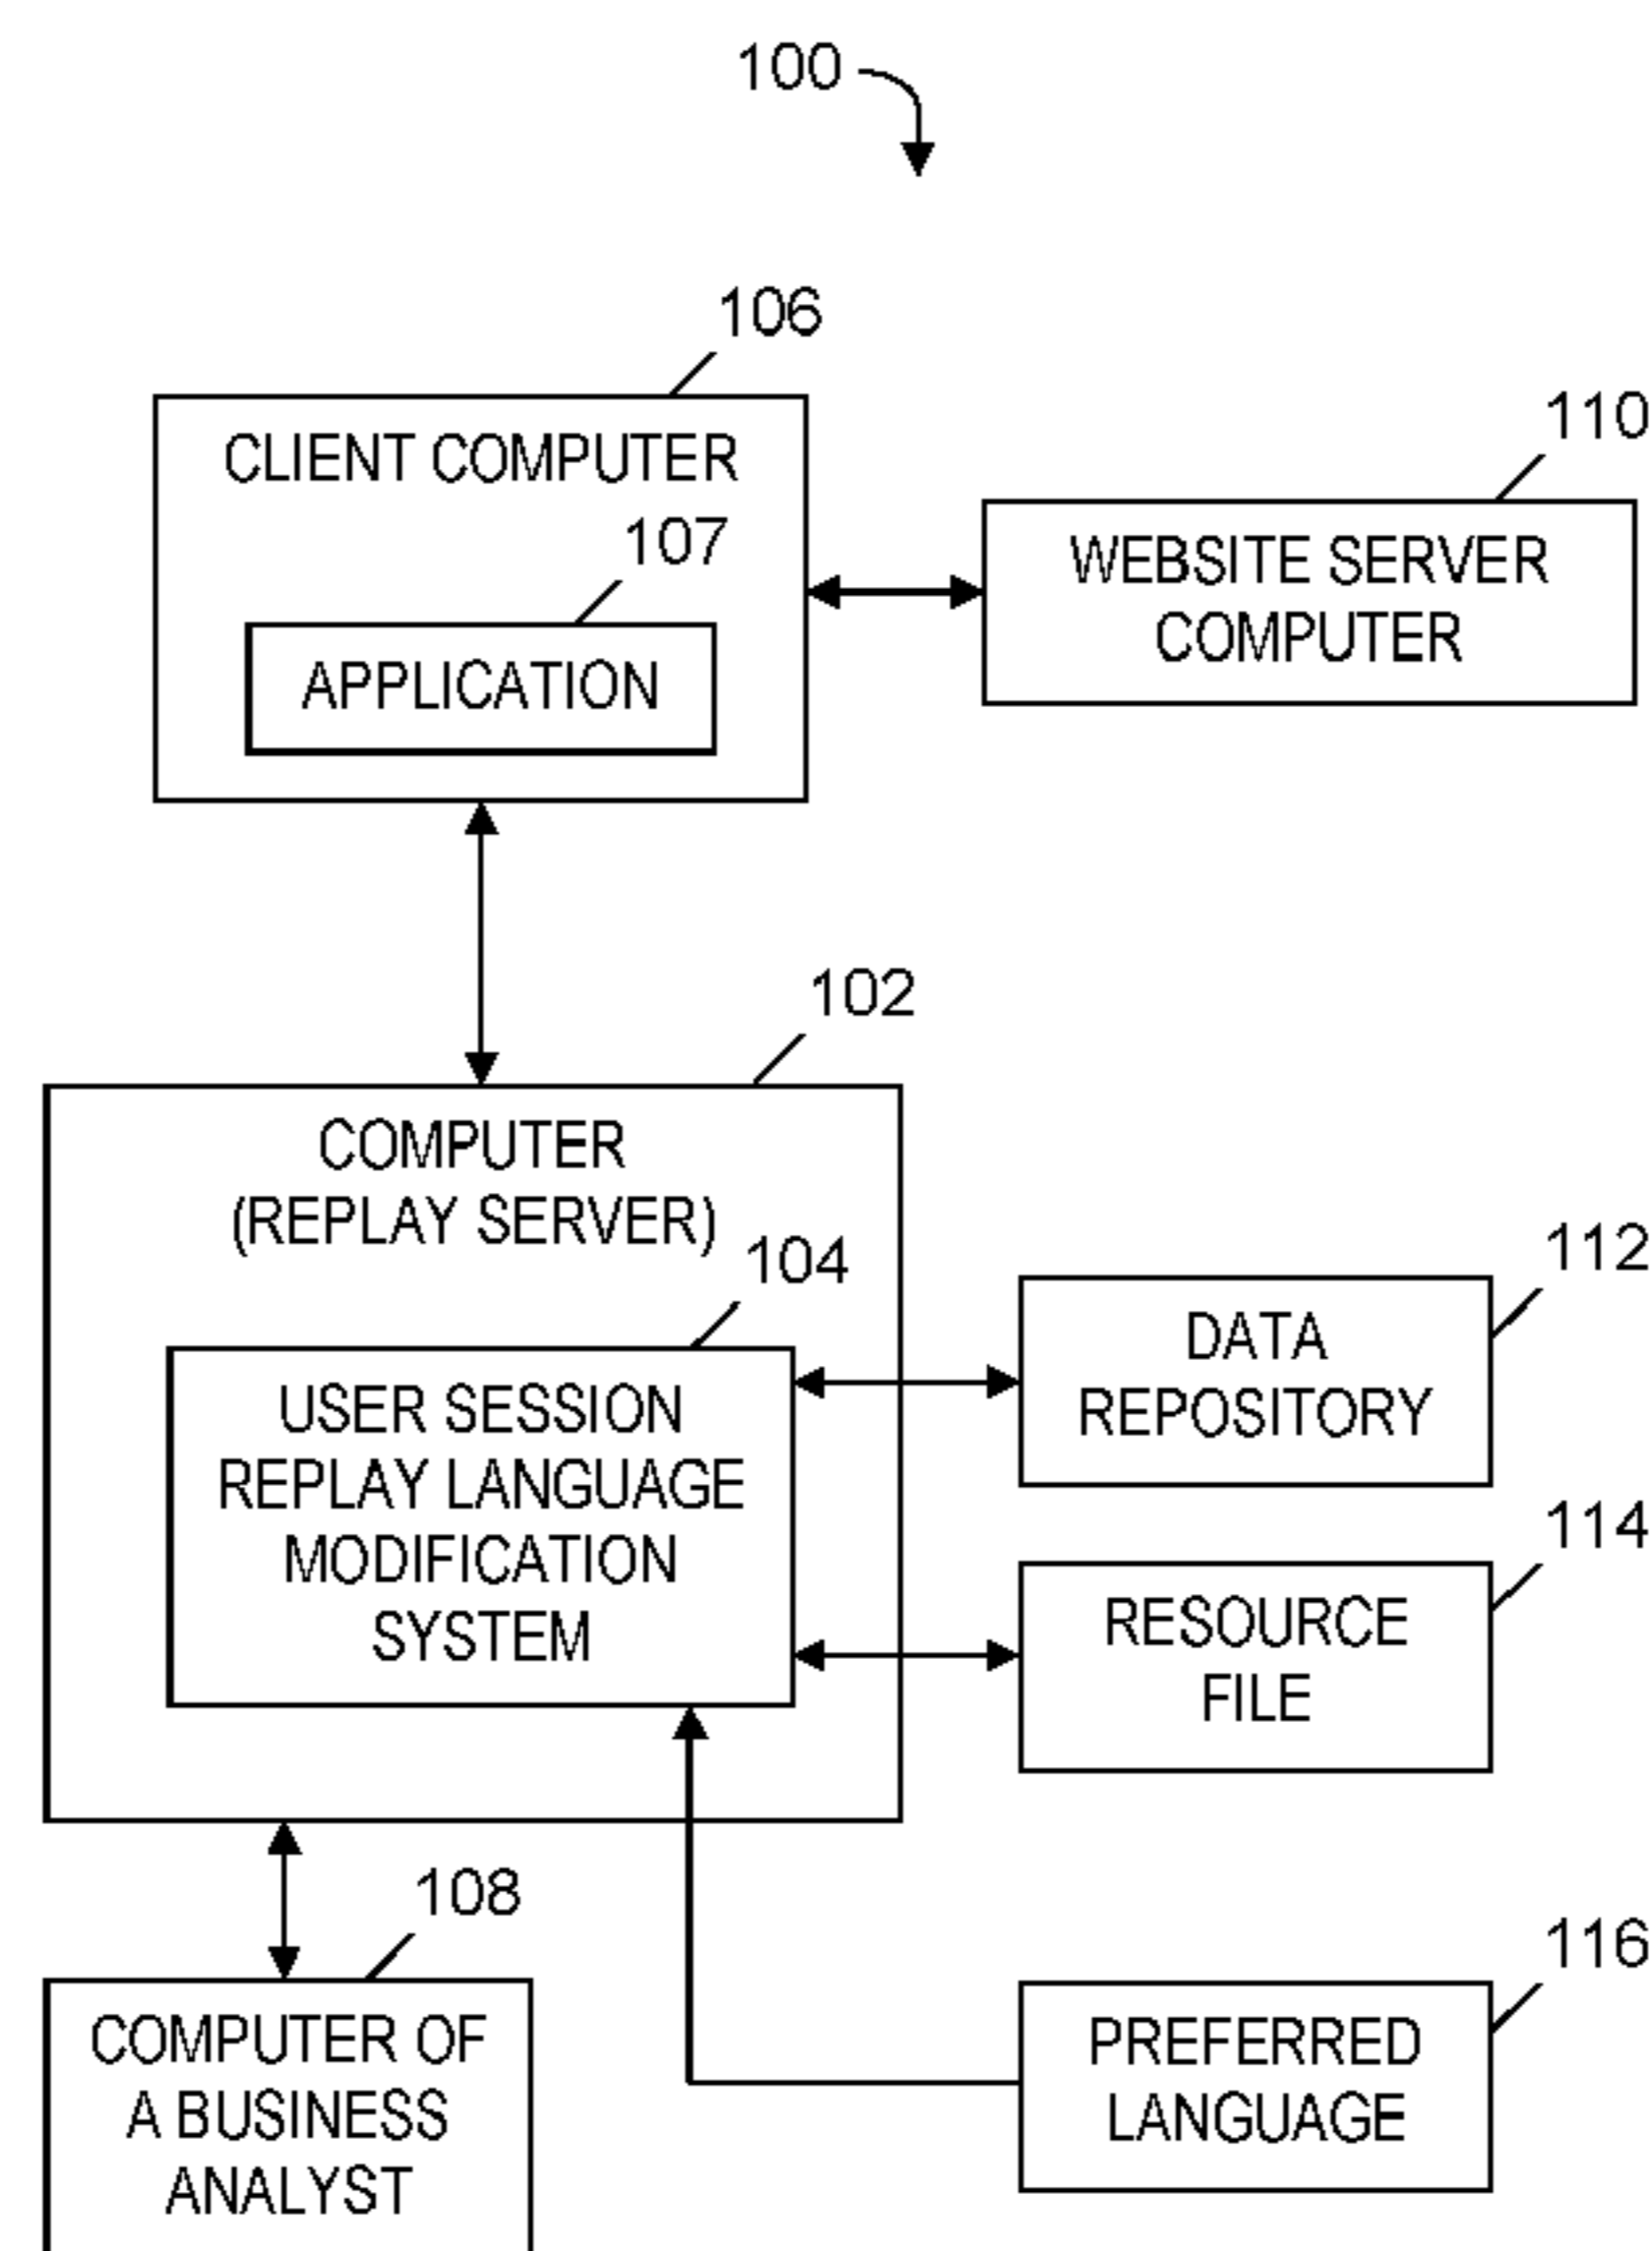 100
106
CLIENT COMPUTER
107
APPLICATION
110
WEBSITE SERVER
COMPUTER
102
COMPUTER
(REPLAY SERVER)
104
USER SESSION
REPLAY LANGUAGE
MODIFICATION
SYSTEM
112
DATA
REPOSITORY
114
RESOURCE
FILE
108
COMPUTER OF
A BUSINESS
ANALYST
116
PREFERRED
LANGUAGE